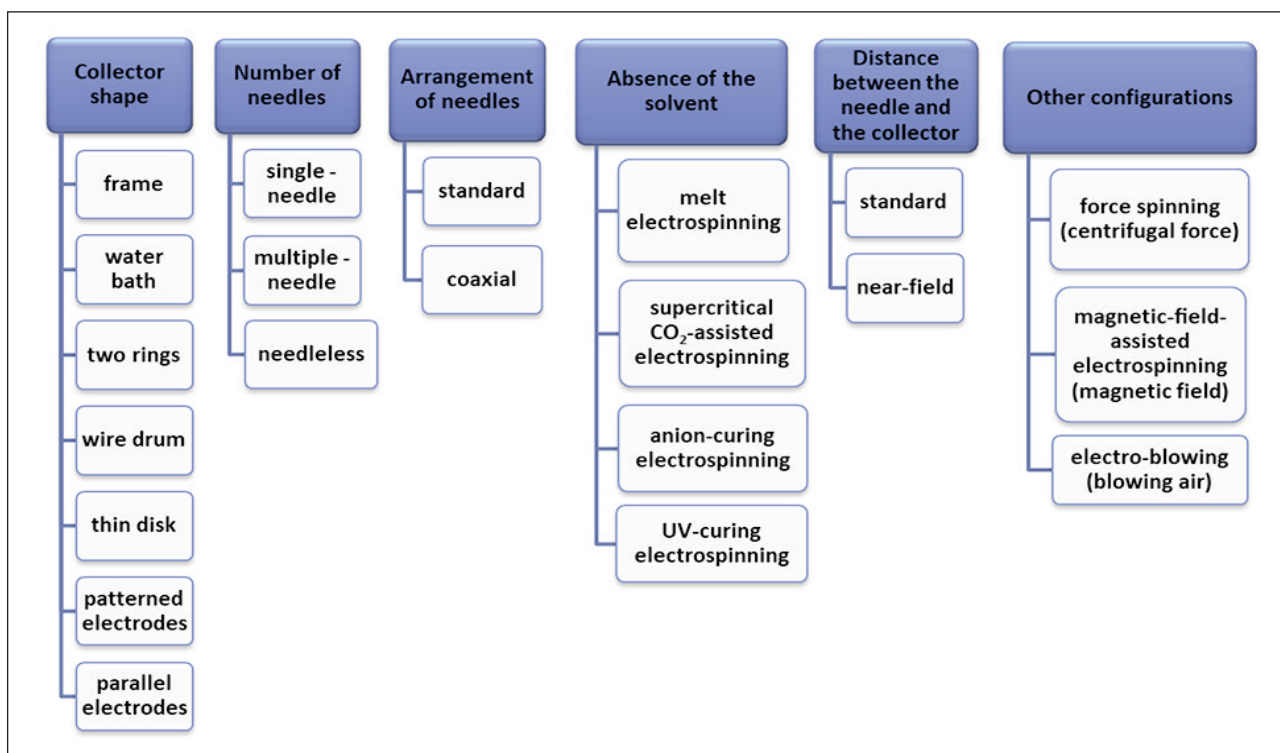 Collector
shape
frame
water
bath
two rings
wire drum
thin disk
patterned
electrodes
parallel
electrodes
Number of
needles
single -
needle
multiple -
needle
needleless
Arrangement
of needles
standard
coaxial
Absence of the
solvent
melt
electrospinning
supercritical
CO₂-assisted
electrospinning
anion-curing
electrospinning
UV-curing
electrospinning
Distance
between the
needle and
the collector
standard
near-field
Other configurations
force spinning
(centrifugal force)
magnetic-field-
assisted
electrospinning
(magnetic field)
electro-blowing
(blowing air)